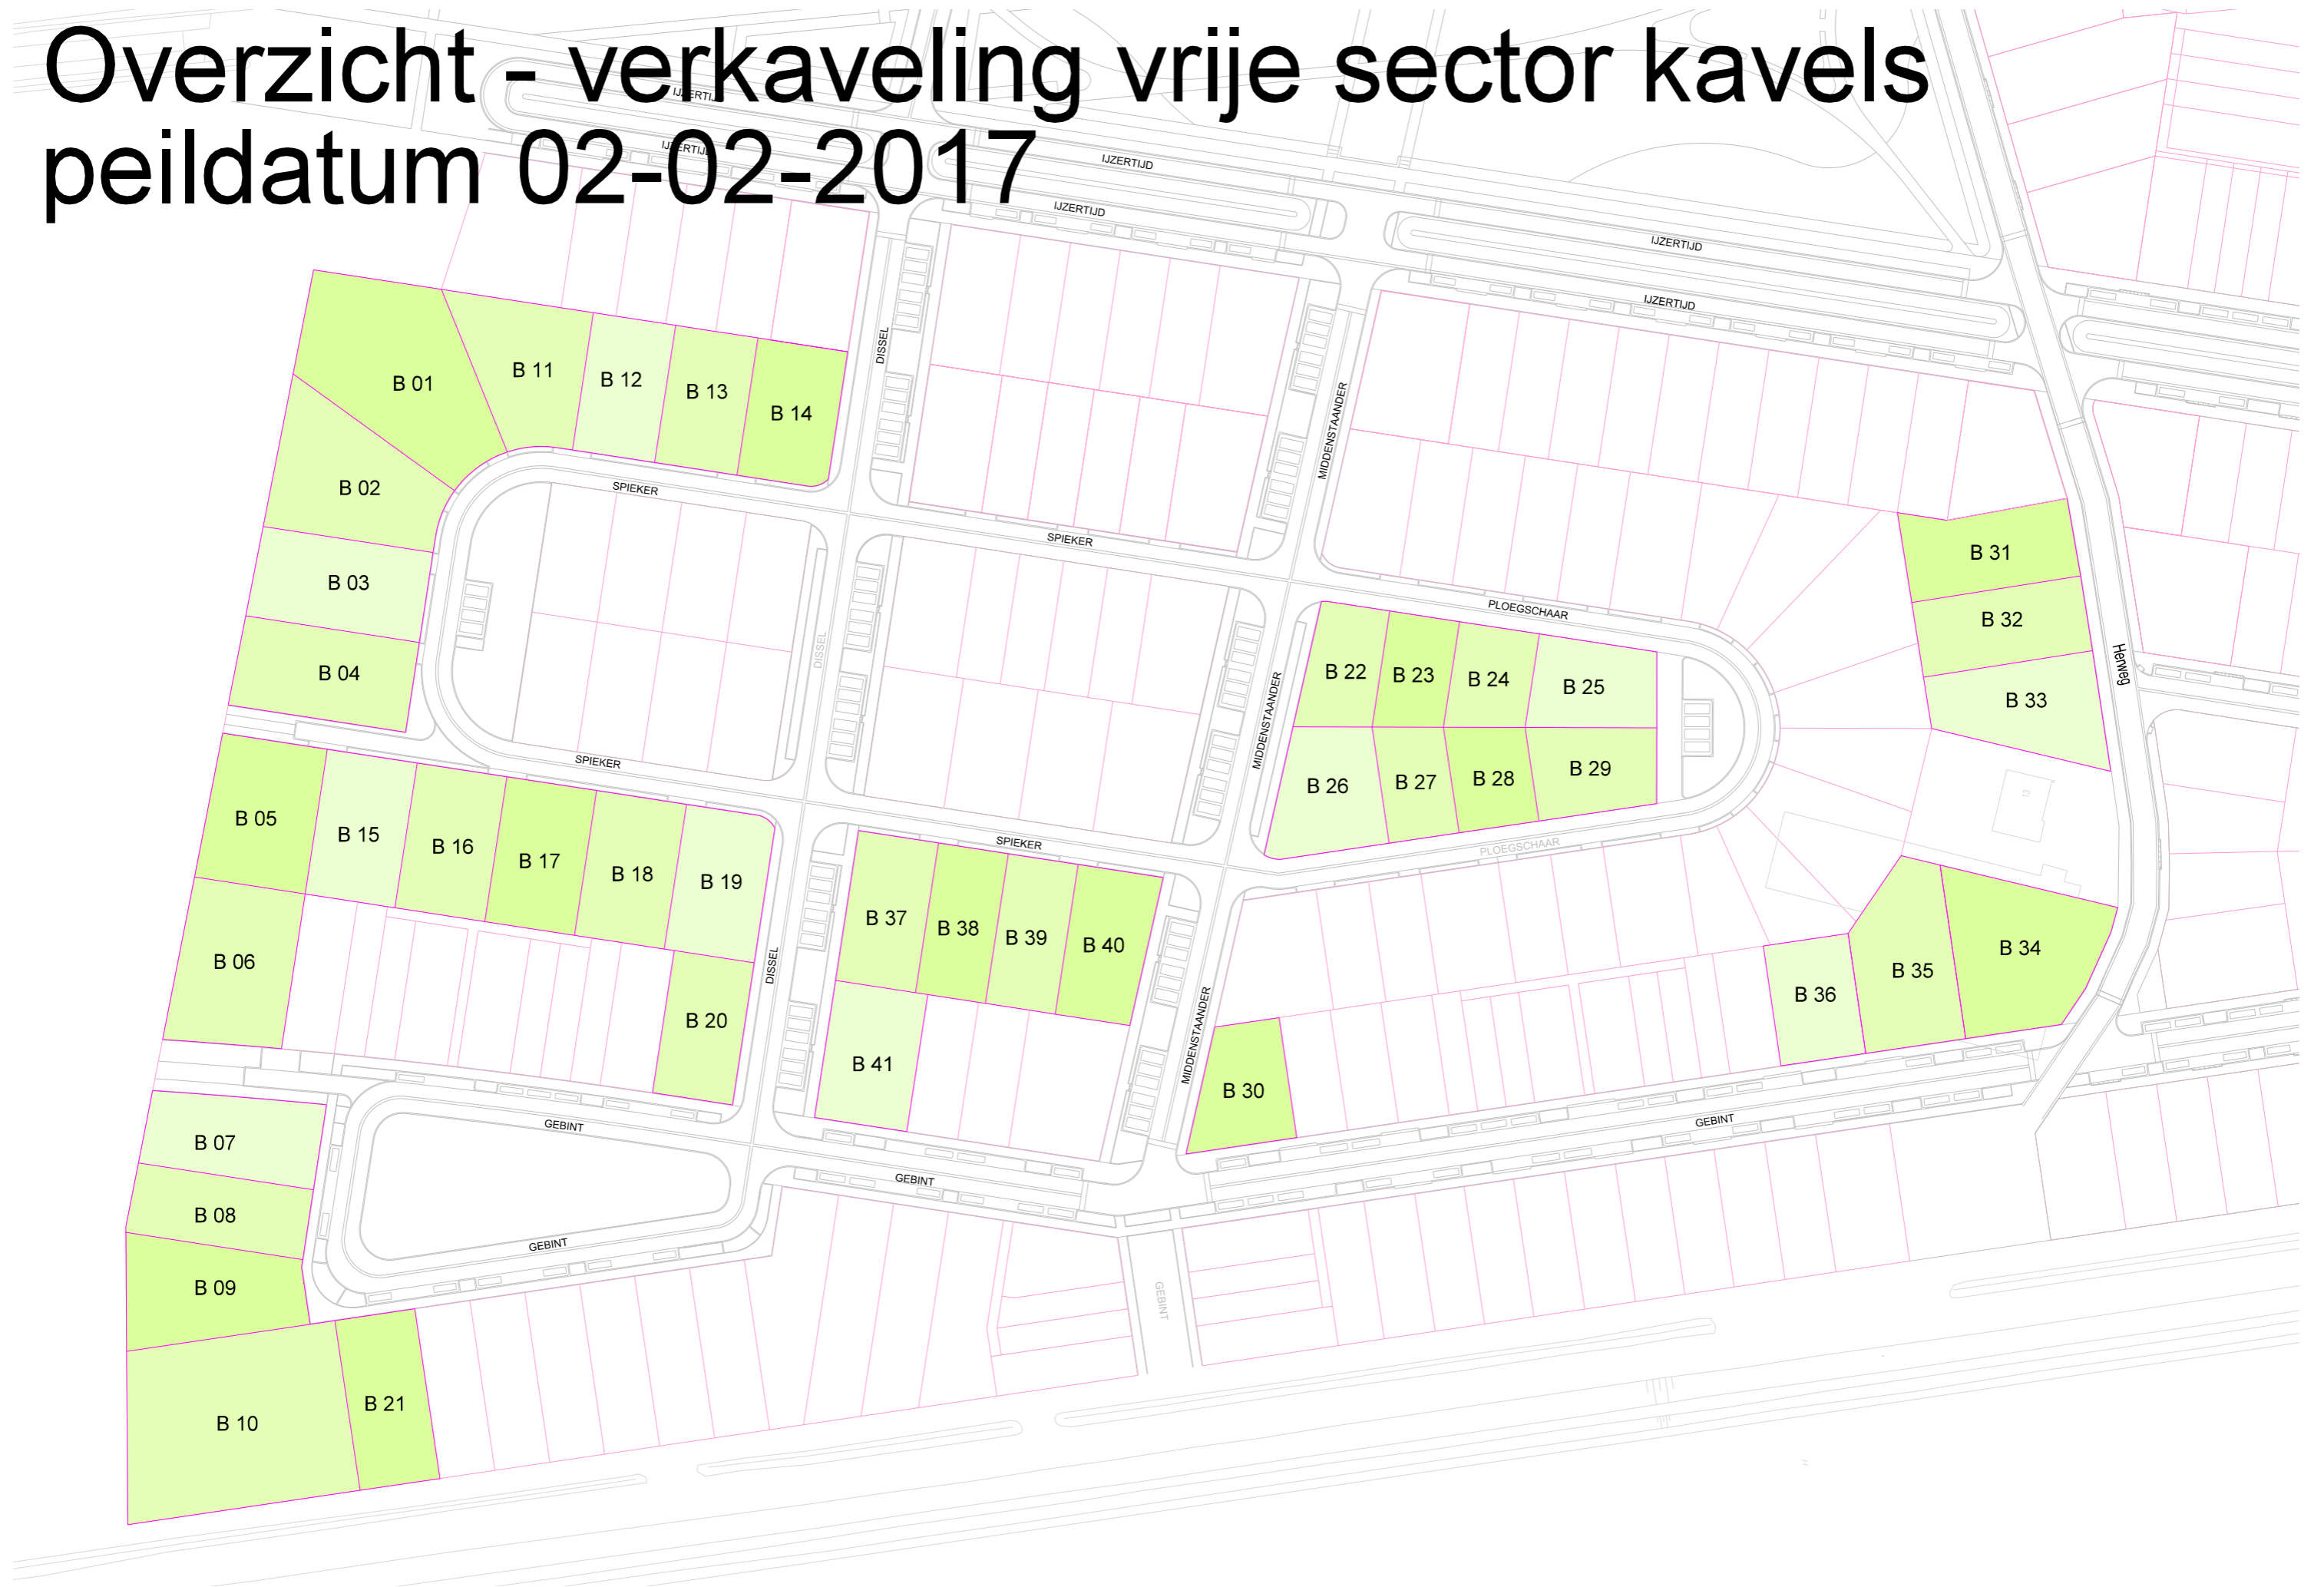 Overzicht - verkaveling vrije sector kavels
peildatum 02-02-2017
IJZERTIJD
IJZERTIJD
IJZERTIJD
IJZERTIJD
IJZERTIJD
IJZERTIJD
B 01
B 11
B 12
B 13
B 14
DISSEL
MIDDENSTAANDER
B 02
SPIEKER
SPIEKER
B 03
B 04
DISSEL
PLOEGSCHAAR
B 31
B 32
B 33
Herweg
B 22
B 23
B 24
B 25
MIDDENSTAANDER
B 26
B 27
B 28
B 29
SPIEKER
SPIEKER
PLOEGSCHAAR
B 05
B 15
B 16
B 17
B 18
B 19
B 06
B 20
DISSEL
B 37
B 38
B 39
B 40
B 41
MIDDENSTAANDER
B 30
B 36
B 35
B 34
GEBINT
B 07
B 08
B 09
GEBINT
GEBINT
GEBINT
GEBINT
B 10
B 21